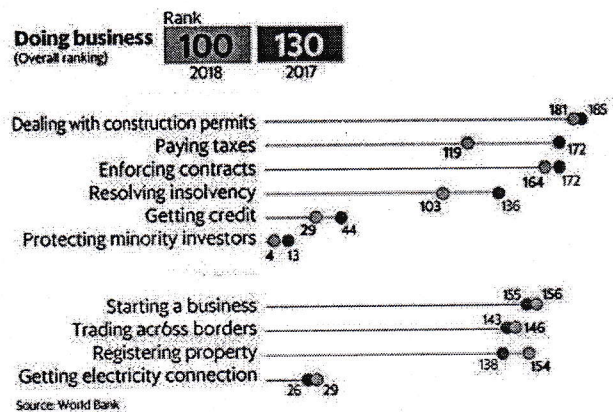 Rank
Doing business 100 130
(Overall ranking)
2018 2017
Dealing with construction permits 181 185
Paying taxes 119 172
Enforcing contracts 164 172
Resolving insolvency 103 136
Getting credit 29 44
Protecting minority investors 4 13
Starting a business 155 156
Trading across borders 143 146
Registering property 138 154
Getting electricity connection 26 29
Source: World Bank